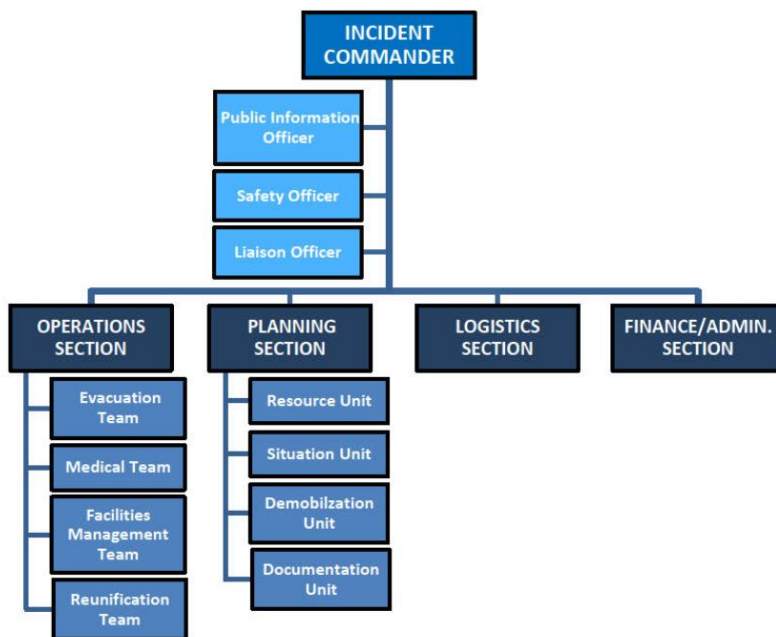 INCIDENT
COMMANDER
Public Information
Officer
Safety Officer
Liaison Officer
OPERATIONS
SECTION
PLANNING
SECTION
LOGISTICS
SECTION
FINANCE/ADMIN.
SECTION
Evacuation
Team
Medical Team
Facilities
Management
Team
Reunification
Team
Resource Unit
Situation Unit
Demobilzation
Unit
Documentation
Unit